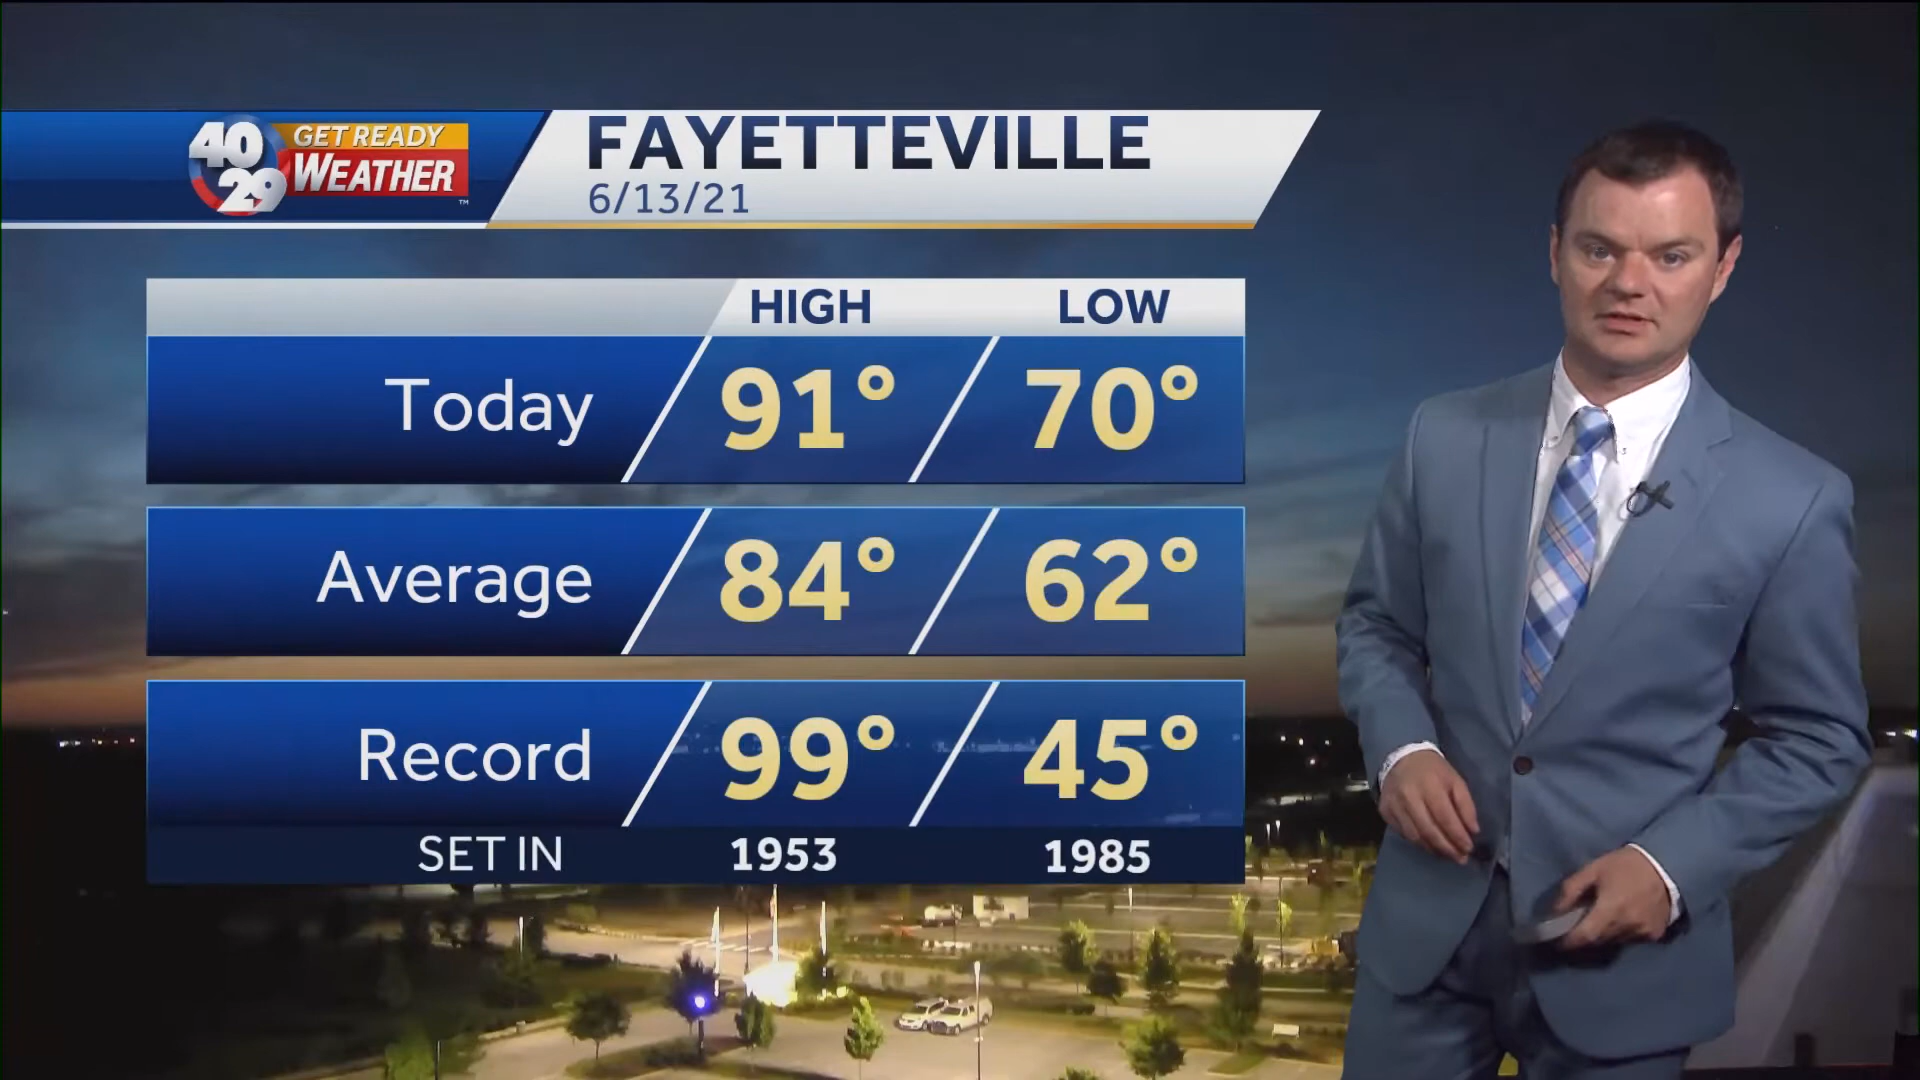 40 29 GET READY WEATHER™
FAYETTEVILLE
6/13/21
HIGH LOW
Today 91° 70°
Average 84° 62°
Record 99° 45°
SET IN 1953 1985